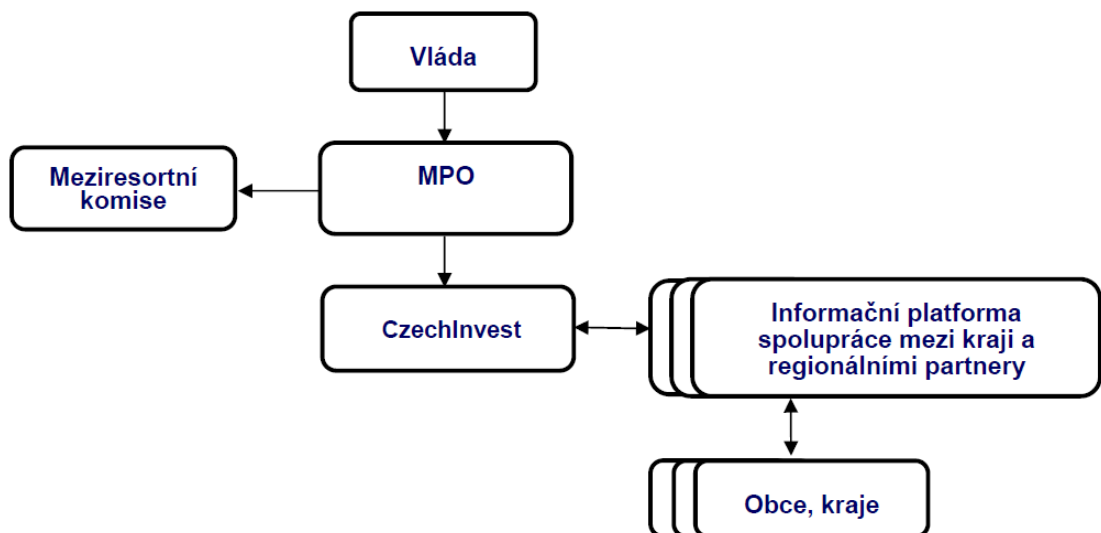 Vláda
MPO
Meziresortní
komise
CzechInvest
Informační platforma
spolupráce mezi kraji a
regionálními partnery
Obce, kraje